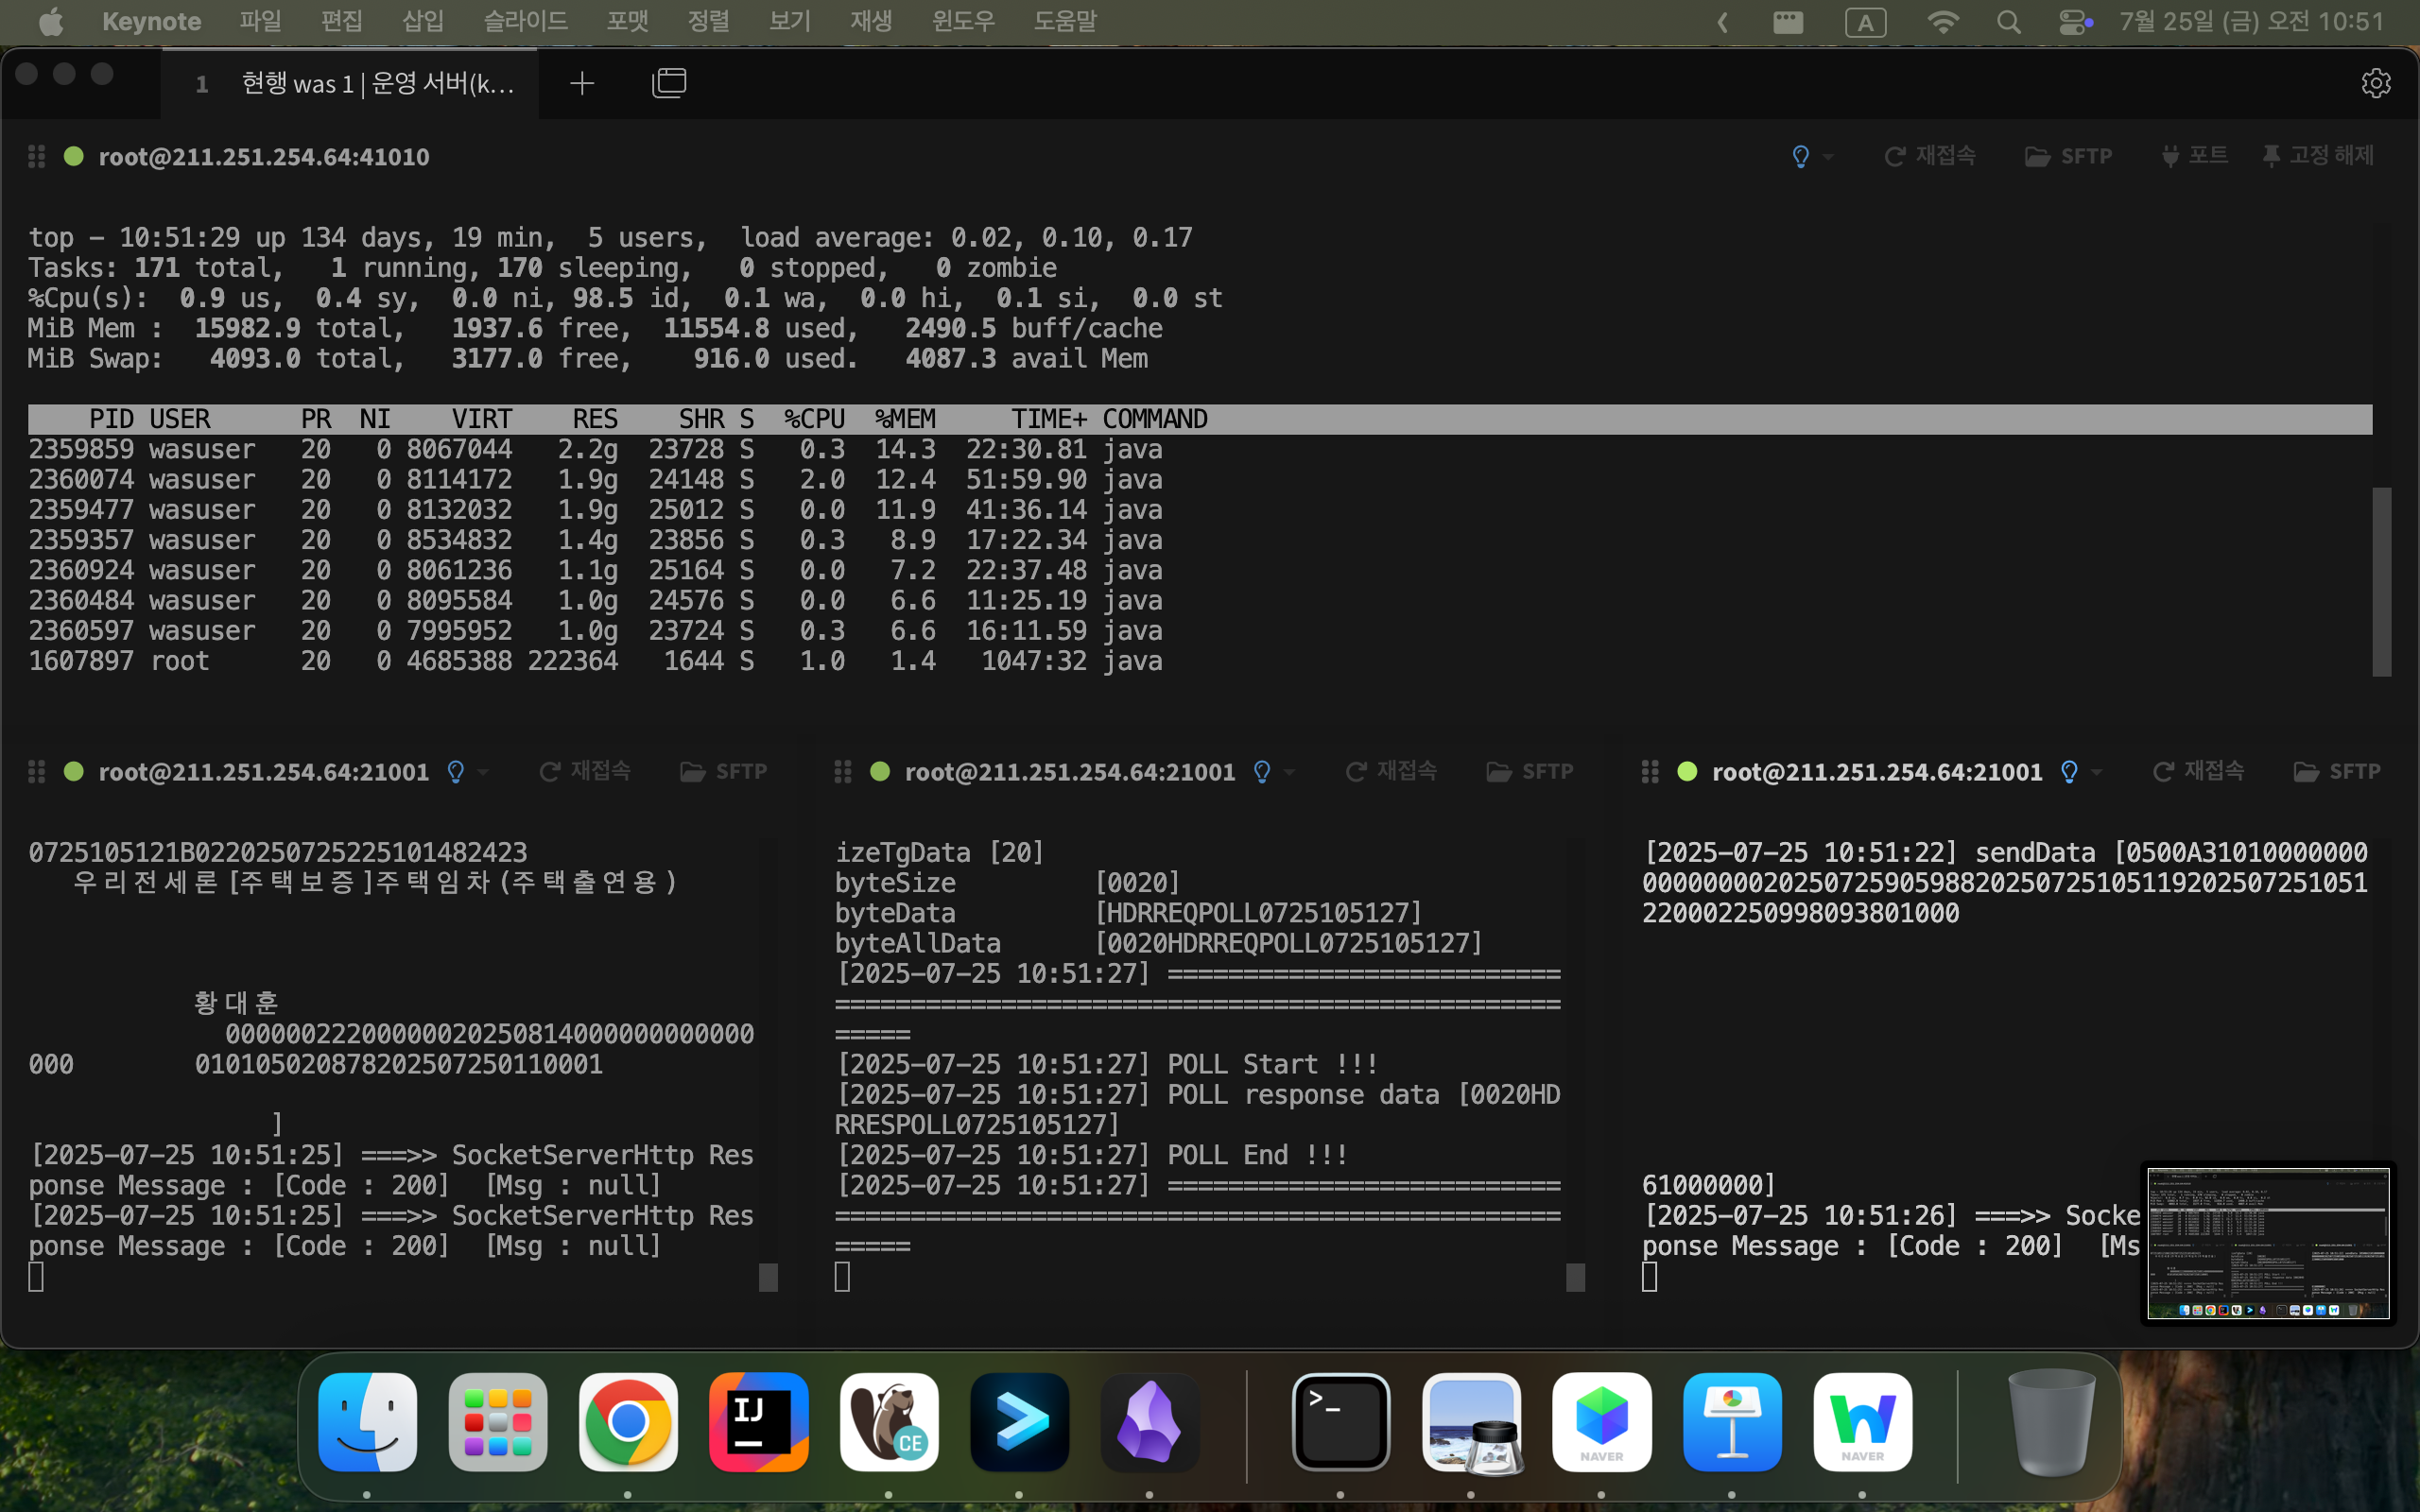 Keynote 파일 편집 삽입 슬라이드 포맷 정렬 보기 재생 윈도우 도움말 A 7월 25일 (금) 오전 10:51
1 현행 was 1 | 운영 서버(k...
root@211.251.254.64:41010 재접속 SFTP 포트 고정 해제
top - 10:51:29 up 134 days, 19 min,  5 users,  load average: 0.02, 0.10, 0.17
Tasks: 171 total,   1 running, 170 sleeping,   0 stopped,   0 zombie
%Cpu(s):  0.9 us,  0.4 sy,  0.0 ni, 98.5 id,  0.1 wa,  0.0 hi,  0.1 si,  0.0 st
MiB Mem :  15982.9 total,   1937.6 free,  11554.8 used,   2490.5 buff/cache
MiB Swap:   4093.0 total,   3177.0 free,    916.0 used.   4087.3 avail Mem
PID USER      PR  NI    VIRT    RES    SHR S  %CPU  %MEM     TIME+ COMMAND
2359859 wasuser   20   0 8067044   2.2g  23728 S   0.3  14.3  22:30.81 java
2360074 wasuser   20   0 8114172   1.9g  24148 S   2.0  12.4  51:59.90 java
2359477 wasuser   20   0 8132032   1.9g  25012 S   0.0  11.9  41:36.14 java
2359357 wasuser   20   0 8534832   1.4g  23856 S   0.3   8.9  17:22.34 java
2360924 wasuser   20   0 8061236   1.1g  25164 S   0.0   7.2  22:37.48 java
2360484 wasuser   20   0 8095584   1.0g  24576 S   0.0   6.6  11:25.19 java
2360597 wasuser   20   0 7995952   1.0g  23724 S   0.3   6.6  16:11.59 java
1607897 root      20   0 4685388 222364   1644 S   1.0   1.4   1047:32 java
root@211.251.254.64:21001 재접속 SFTP
0725105121B0220250725225101482423
우리전세론[주택보증]주택임차(주택출연용)
황대훈
00000022200000020250814000000000000
000        010105020878202507250110001
]
[2025-07-25 10:51:25] ===>> SocketServerHttp Res
ponse Message : [Code : 200]  [Msg : null]
[2025-07-25 10:51:25] ===>> SocketServerHttp Res
ponse Message : [Code : 200]  [Msg : null]
root@211.251.254.64:21001 재접속 SFTP
izeTgData [20]
byteSize         [0020]
byteData         [HDRREQPOLL0725105127]
byteAllData      [0020HDRREQPOLL0725105127]
[2025-07-25 10:51:27] ==========================
================================================
=====
[2025-07-25 10:51:27] POLL Start !!!
[2025-07-25 10:51:27] POLL response data [0020HD
RRESPOLL0725105127]
[2025-07-25 10:51:27] POLL End !!!
[2025-07-25 10:51:27] ==========================
================================================
=====
root@211.251.254.64:21001 재접속 SFTP
[2025-07-25 10:51:22] sendData [0500A31010000000
000000002025072590598820250725105119202507251051
220002250998093801000
61000000]
[2025-07-25 10:51:26] ===>> Socke
ponse Message : [Code : 200]  [Ms
IJ
CE
>_
NAVER
NAVER